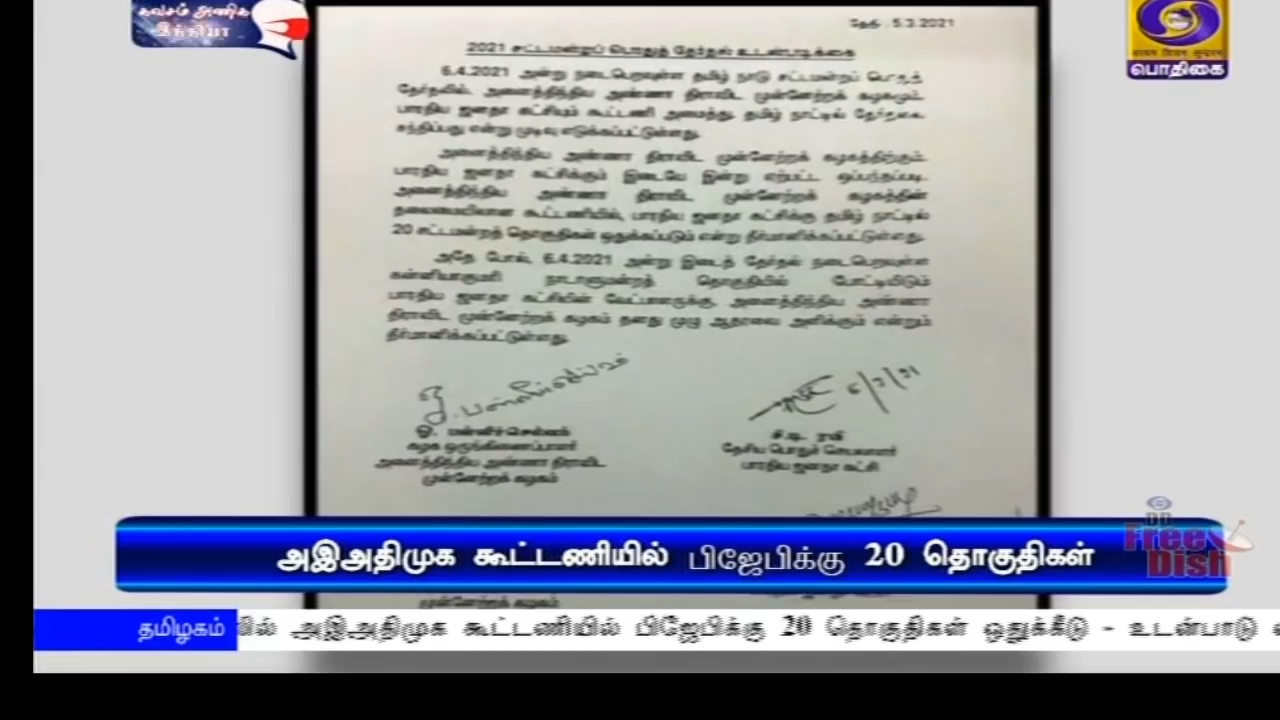 கவசம் அணிக
இந்தியா
தேதி . 5.3.2021
2021 சட்டமன்றப் பொதுத் தேர்தல் உடன்படிக்கை
6.4.2021 அன்று நடைபெறவுள்ள தமிழ் நாடு சட்டமன்றப் பொதுத்
தேர்தலில், அனைத்திந்திய அண்ணா திராவிட முன்னேற்றக் கழகமும்,
பாரதிய ஜனதா கட்சியும் கூட்டணி அமைத்து, தமிழ் நாட்டில் தேர்தலை
சந்திப்பது என்று முடிவு எடுக்கப்பட்டுள்ளது.
அனைத்திந்திய அண்ணா திராவிட முன்னேற்றக் கழகத்திற்கும்,
பாரதிய ஜனதா கட்சிக்கும் இடையே இன்று ஏற்பட்ட ஒப்பந்தப்படி,
அனைத்திந்திய அண்ணா திராவிட முன்னேற்றக் கழகத்தின்
தலைமையிலான கூட்டணியில், பாரதிய ஜனதா கட்சிக்கு தமிழ் நாட்டில்
20 சட்டமன்றத் தொகுதிகள் ஒதுக்கப்படும் என்று தீர்மானிக்கப்பட்டுள்ளது.
அதே போல், 6.4.2021 அன்று இடைத் தேர்தல் நடைபெறவுள்ள
கன்னியாகுமரி நாடாளுமன்றத் தொகுதியில் போட்டியிடும்
பாரதிய ஜனதா கட்சியின் வேட்பாளருக்கு, அனைத்திந்திய அண்ணா
திராவிட முன்னேற்றக் கழகம் தனது முழு ஆதரவை அளிக்கும் என்றும்
தீர்மானிக்கப்பட்டுள்ளது.
ஓ. பன்னீர்செல்வம்
ஓ. பன்னீர்செல்வம்
கழக ஒருங்கிணைப்பாளர்
அனைத்திந்திய அண்ணா திராவிட
முன்னேற்றக் கழகம்
சி.டி. ரவி
தேசிய பொதுச் செயலாளர்
பாரதிய ஜனதா கட்சி
பொதிகை
DD
Free
Dish
அஇஅதிமுக கூட்டணியில் பிஜேபிக்கு 20 தொகுதிகள்
முன்னேற்றக் கழகம்
தமிழகம்
அஇஅதிமுக கூட்டணியில் பிஜேபிக்கு 20 தொகுதிகள் ஒதுக்கீடு - உடன்பாடு